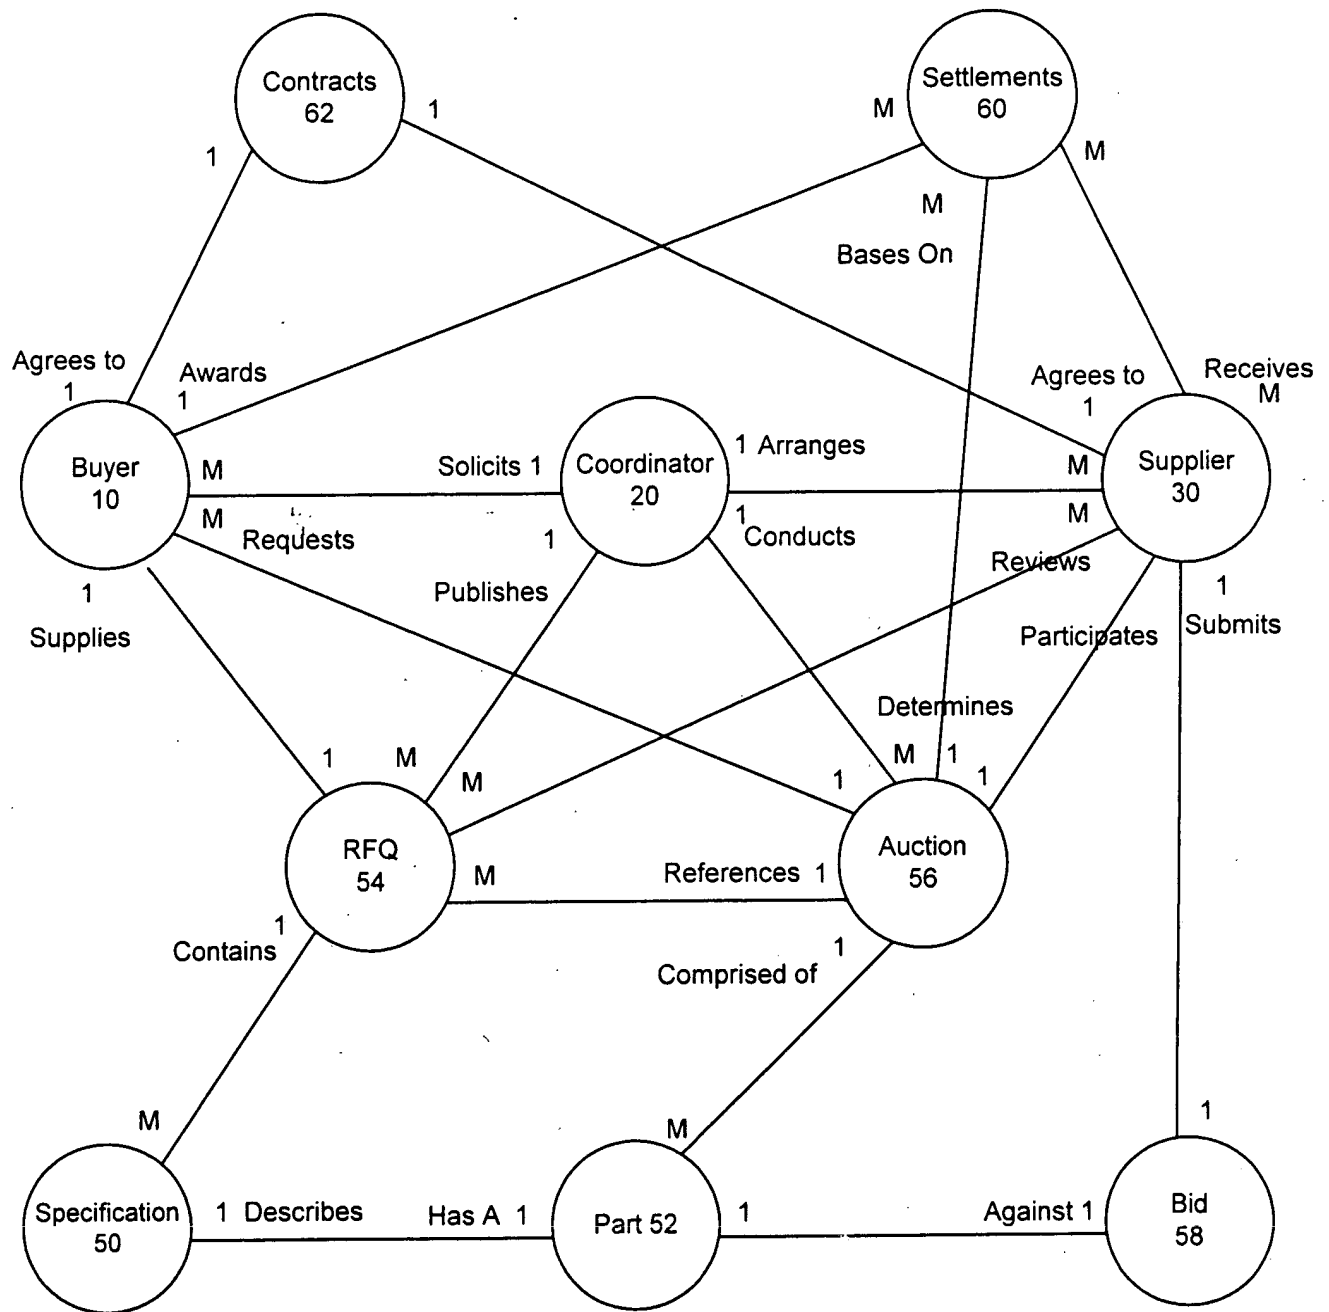 Contracts
62
Settlements
60
1
M
1
M
M
Bases On
Agrees to
1
Awards
1
Agrees to
1
Receives
M
Buyer
10
M
Solicits 1
Coordinator
20
1 Arranges
M
Supplier
30
M
Requests
1
1
Conducts
M
Reviews
1
Supplies
Publishes
Participates
1
Submits
Determines
1
M
M
1
M
1
1
RFQ
54
Auction
56
M
References 1
1
Contains
1
Comprised of
M
M
1
Specification
50
1 Describes
Has A 1
Part 52
1
Against 1
Bid
58